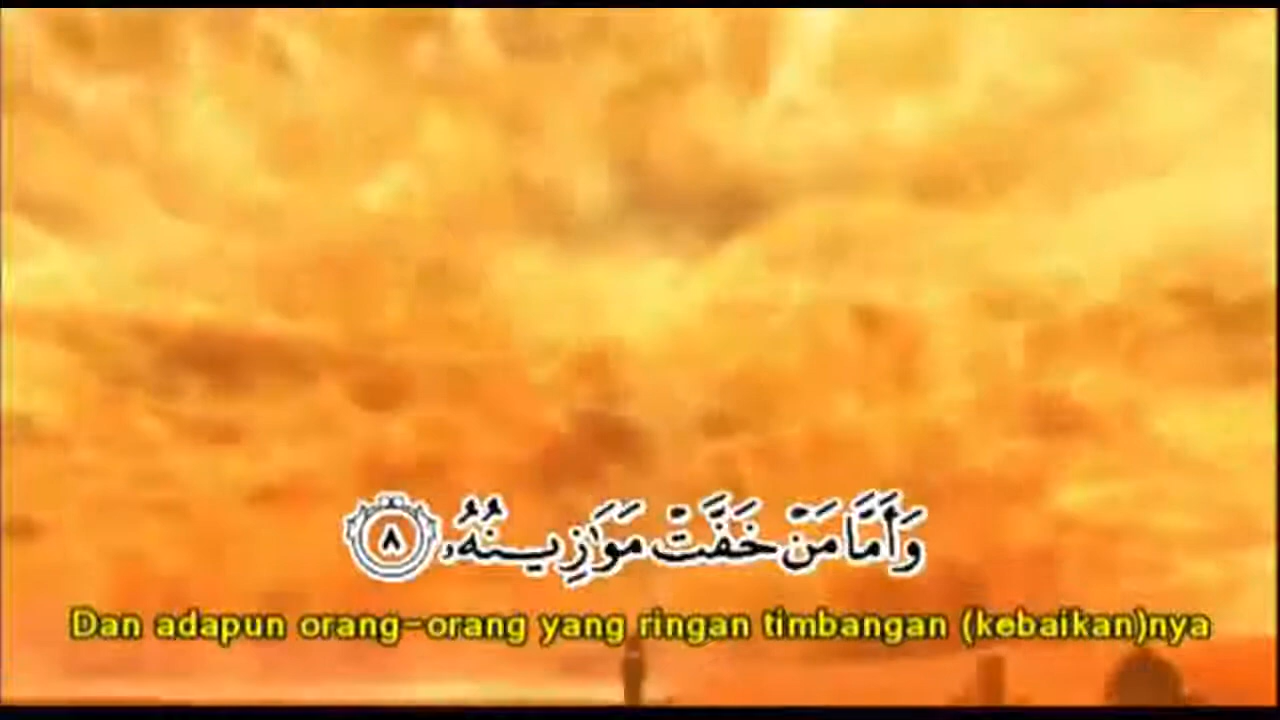 وَأَمَّا مَنْ خَفَّتْ مَوَٰزِينُهُۥ ٨
Dan adapun orang-orang yang ringan timbangan (kebaikan)nya